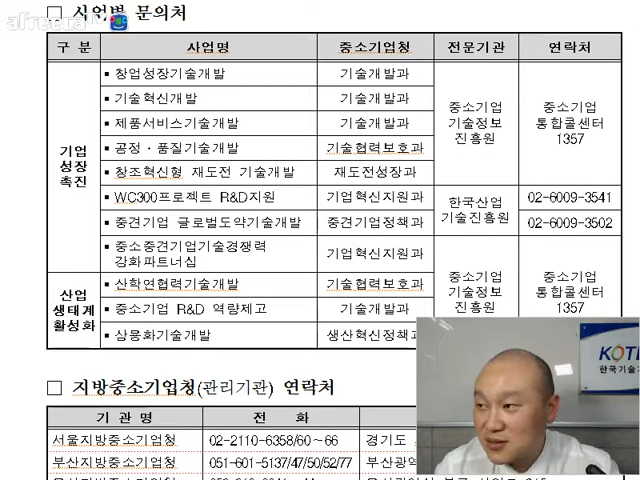 afreeca TV
□ 사업별 문의처
구 분 사업명 중소기업청 전문기관 연락처
기업
성장
촉진
▪ 창업성장기술개발 기술개발과
▪ 기술혁신개발 기술개발과
▪ 제품서비스기술개발 기술개발과
▪ 공정ㆍ품질기술개발 기술협력보호과
▪ 창조혁신형 재도전 기술개발 재도전성장과
중소기업
기술정보
진흥원
중소기업
통합콜센터
1357
▪ WC300프로젝트 R&D지원 기업혁신지원과
▪ 중견기업 글로벌도약기술개발 중견기업정책과
한국산업
기술진흥원
02-6009-3541
02-6009-3502
▪ 중소중견기업기술경쟁력
강화파트너십
기업혁신지원과
산업
생태계
활성화
▪ 산학연협력기술개발 기술협력보호과
▪ 중소기업 R&D 역량제고 기술개발과
▪ 상용화기술개발 생산혁신정책과
중소기업
기술정보
진흥원
중소기업
통합콜센터
1357
한국기술
□ 지방중소기업청(관리기관) 연락처
기 관 명 전 화
서울지방중소기업청 02-2110-6358/60～66 경기도
부산지방중소기업청 051-601-5137/47/50/52/77 부산광역